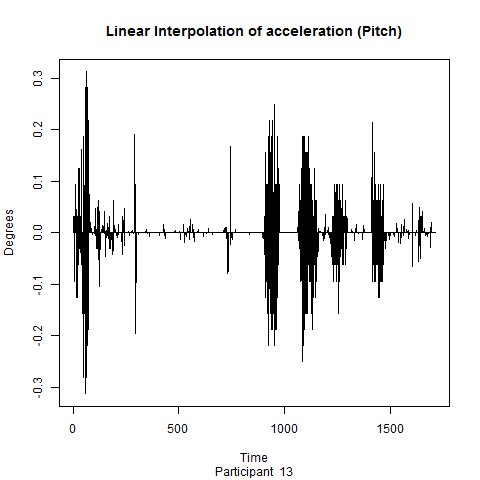 Linear Interpolation of acceleration (Pitch)
Degrees
0.3
0.2
0.1
0.0
-0.1
-0.2
-0.3
0 500 1000 1500
Time
Participant 13